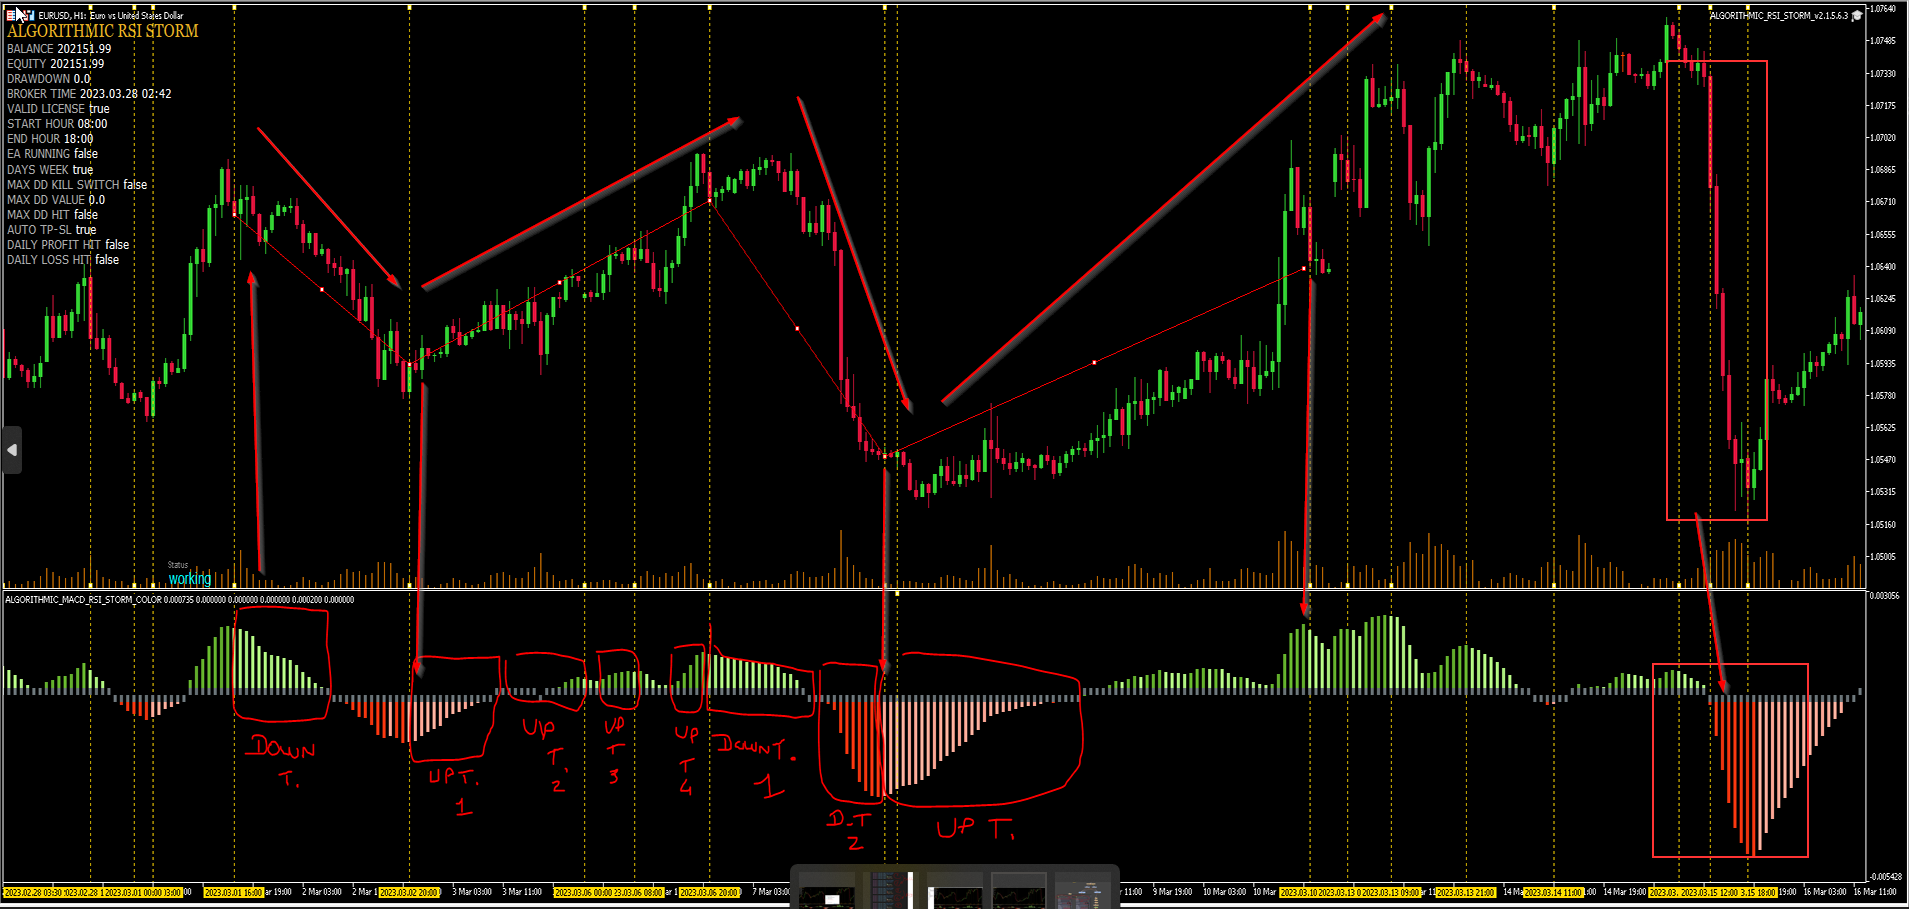 EURUSD, H1: Euro vs United States Dollar
ALGORITHMIC_RSI_STORM_v2.1.5.6.3
ALGORITHMIC RSI STORM
BALANCE 202151.99
EQUITY 202151.99
DRAWDOWN 0.0
BROKER TIME 2023.03.28 02:42
VALID LICENSE true
START HOUR 08:00
END HOUR 18:00
EA RUNNING false
DAYS WEEK true
MAX DD KILL SWITCH false
MAX DD VALUE 0.0
MAX DD HIT false
AUTO TP-SL true
DAILY PROFIT HIT false
DAILY LOSS HIT false
1.07640
1.07485
1.07330
1.07175
1.07020
1.06865
1.06710
1.06555
1.06400
1.06245
1.06090
1.05935
1.05780
1.05625
1.05470
1.05315
1.05160
1.05005
Status
working
ALGORITHMIC_MACD_RSI_STORM_COLOR 0.000735 0.000000 0.000000 0.000000 0.000200 0.000000
0.003056
DOWN T.
UP T. 1
UP T. 2
UP T 3
UP T 4
DOWN T. 1
D.T 2
UP T.
-0.005428
2023.02.28 03:30
2023.03.01 00:00
03:00
2023.03.01 16:00
ar 19:00
2 Mar 03:00
2 Mar 1
2023.03.02 20:00
3 Mar 03:00
3 Mar 11:00
2023.03.06 00:00
23.03.06 08:00
ar 1
2023.03.06 20:00
7 Mar 03:0
11:00
9 Mar 19:00
10 Mar 03:00
10 Mar
2023.03.10
2023.03.13 0
2023.03.13 09:00
ar 11:00
2023.03.13 21:00
14 Ma
2023.03.14 11:00
14 Mar 19:00
2023.03.
2023.03.15 12:00
3.15 18:00
16 Mar 03:00
16 Mar 11:00